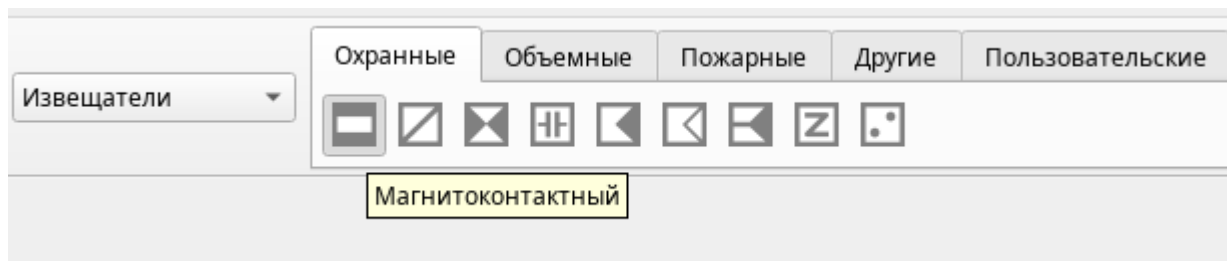 Охранные Объемные Пожарные Другие Пользовательские
Извещатели
Магнитоконтактный